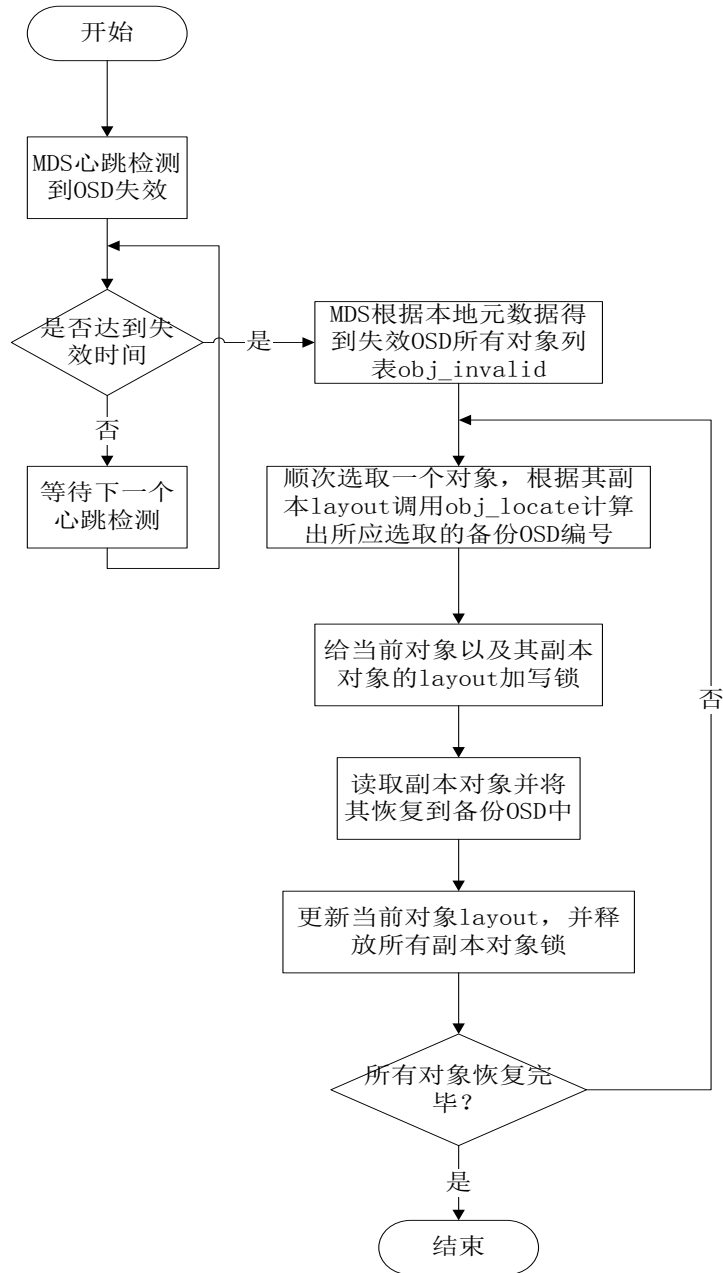 开始
MDS心跳检测
到OSD失效
是否达到失
效时间
是
否
等待下一个
心跳检测
MDS根据本地元数据得
到失效OSD所有对象列
表obj_invalid
顺次选取一个对象，根据其副
本layout调用obj_locate计算
出所应选取的备份OSD编号
给当前对象以及其副本
对象的layout加写锁
读取副本对象并将
其恢复到备份OSD中
更新当前对象layout，并释
放所有副本对象锁
所有对象恢复完
毕？
否
是
结束